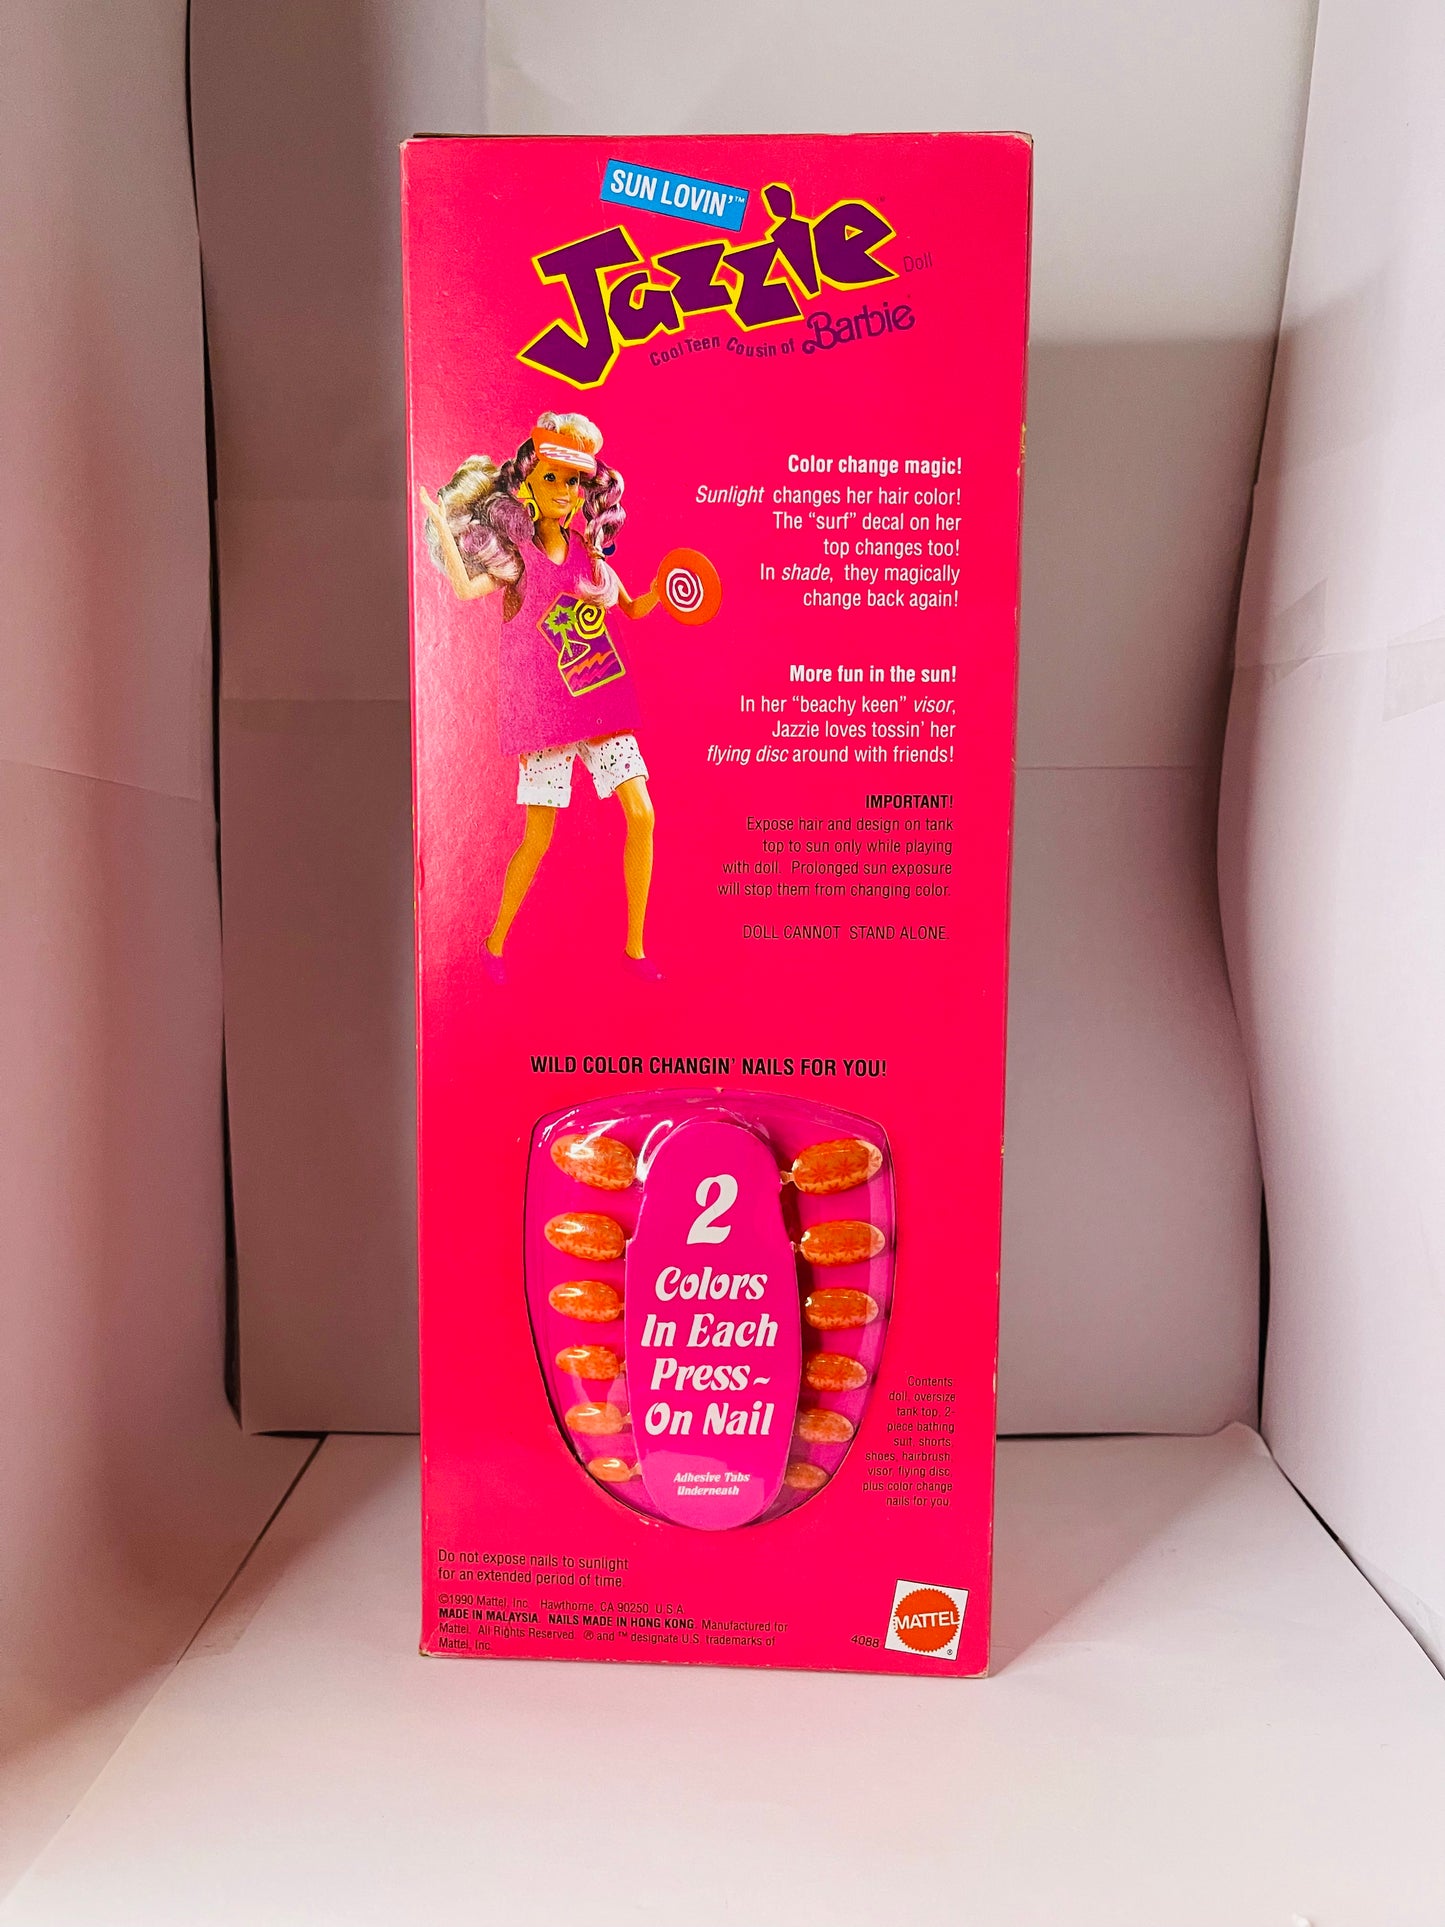 SUN LOVIN'™
Jazzie
Doll
Cool Teen Cousin of Barbie
Color change magic!
Sunlight changes her hair color!
The "surf" decal on her
top changes too!
In shade, they magically
change back again!
More fun in the sun!
In her "beachy keen" visor,
Jazzie loves tossin' her
flying disc around with friends!
IMPORTANT!
Expose hair and design on tank
top to sun only while playing
with doll. Prolonged sun exposure
will stop them from changing color.
DOLL CANNOT STAND ALONE.
WILD COLOR CHANGIN' NAILS FOR YOU!
2
Colors
In Each
Press~
On Nail
Adhesive Tabs
Underneath
Contents:
doll, oversize
tank top, 2-
piece bathing
suit, shorts,
shoes, hairbrush,
visor, flying disc,
plus color change
nails for you.
Do not expose nails to sunlight
for an extended period of time.
©1990 Mattel, Inc. Hawthorne, CA 90250 U.S.A.
MADE IN MALAYSIA. NAILS MADE IN HONG KONG. Manufactured for
Mattel. All Rights Reserved. ® and ™ designate U.S. trademarks of
Mattel, Inc.
4088
MATTEL
®